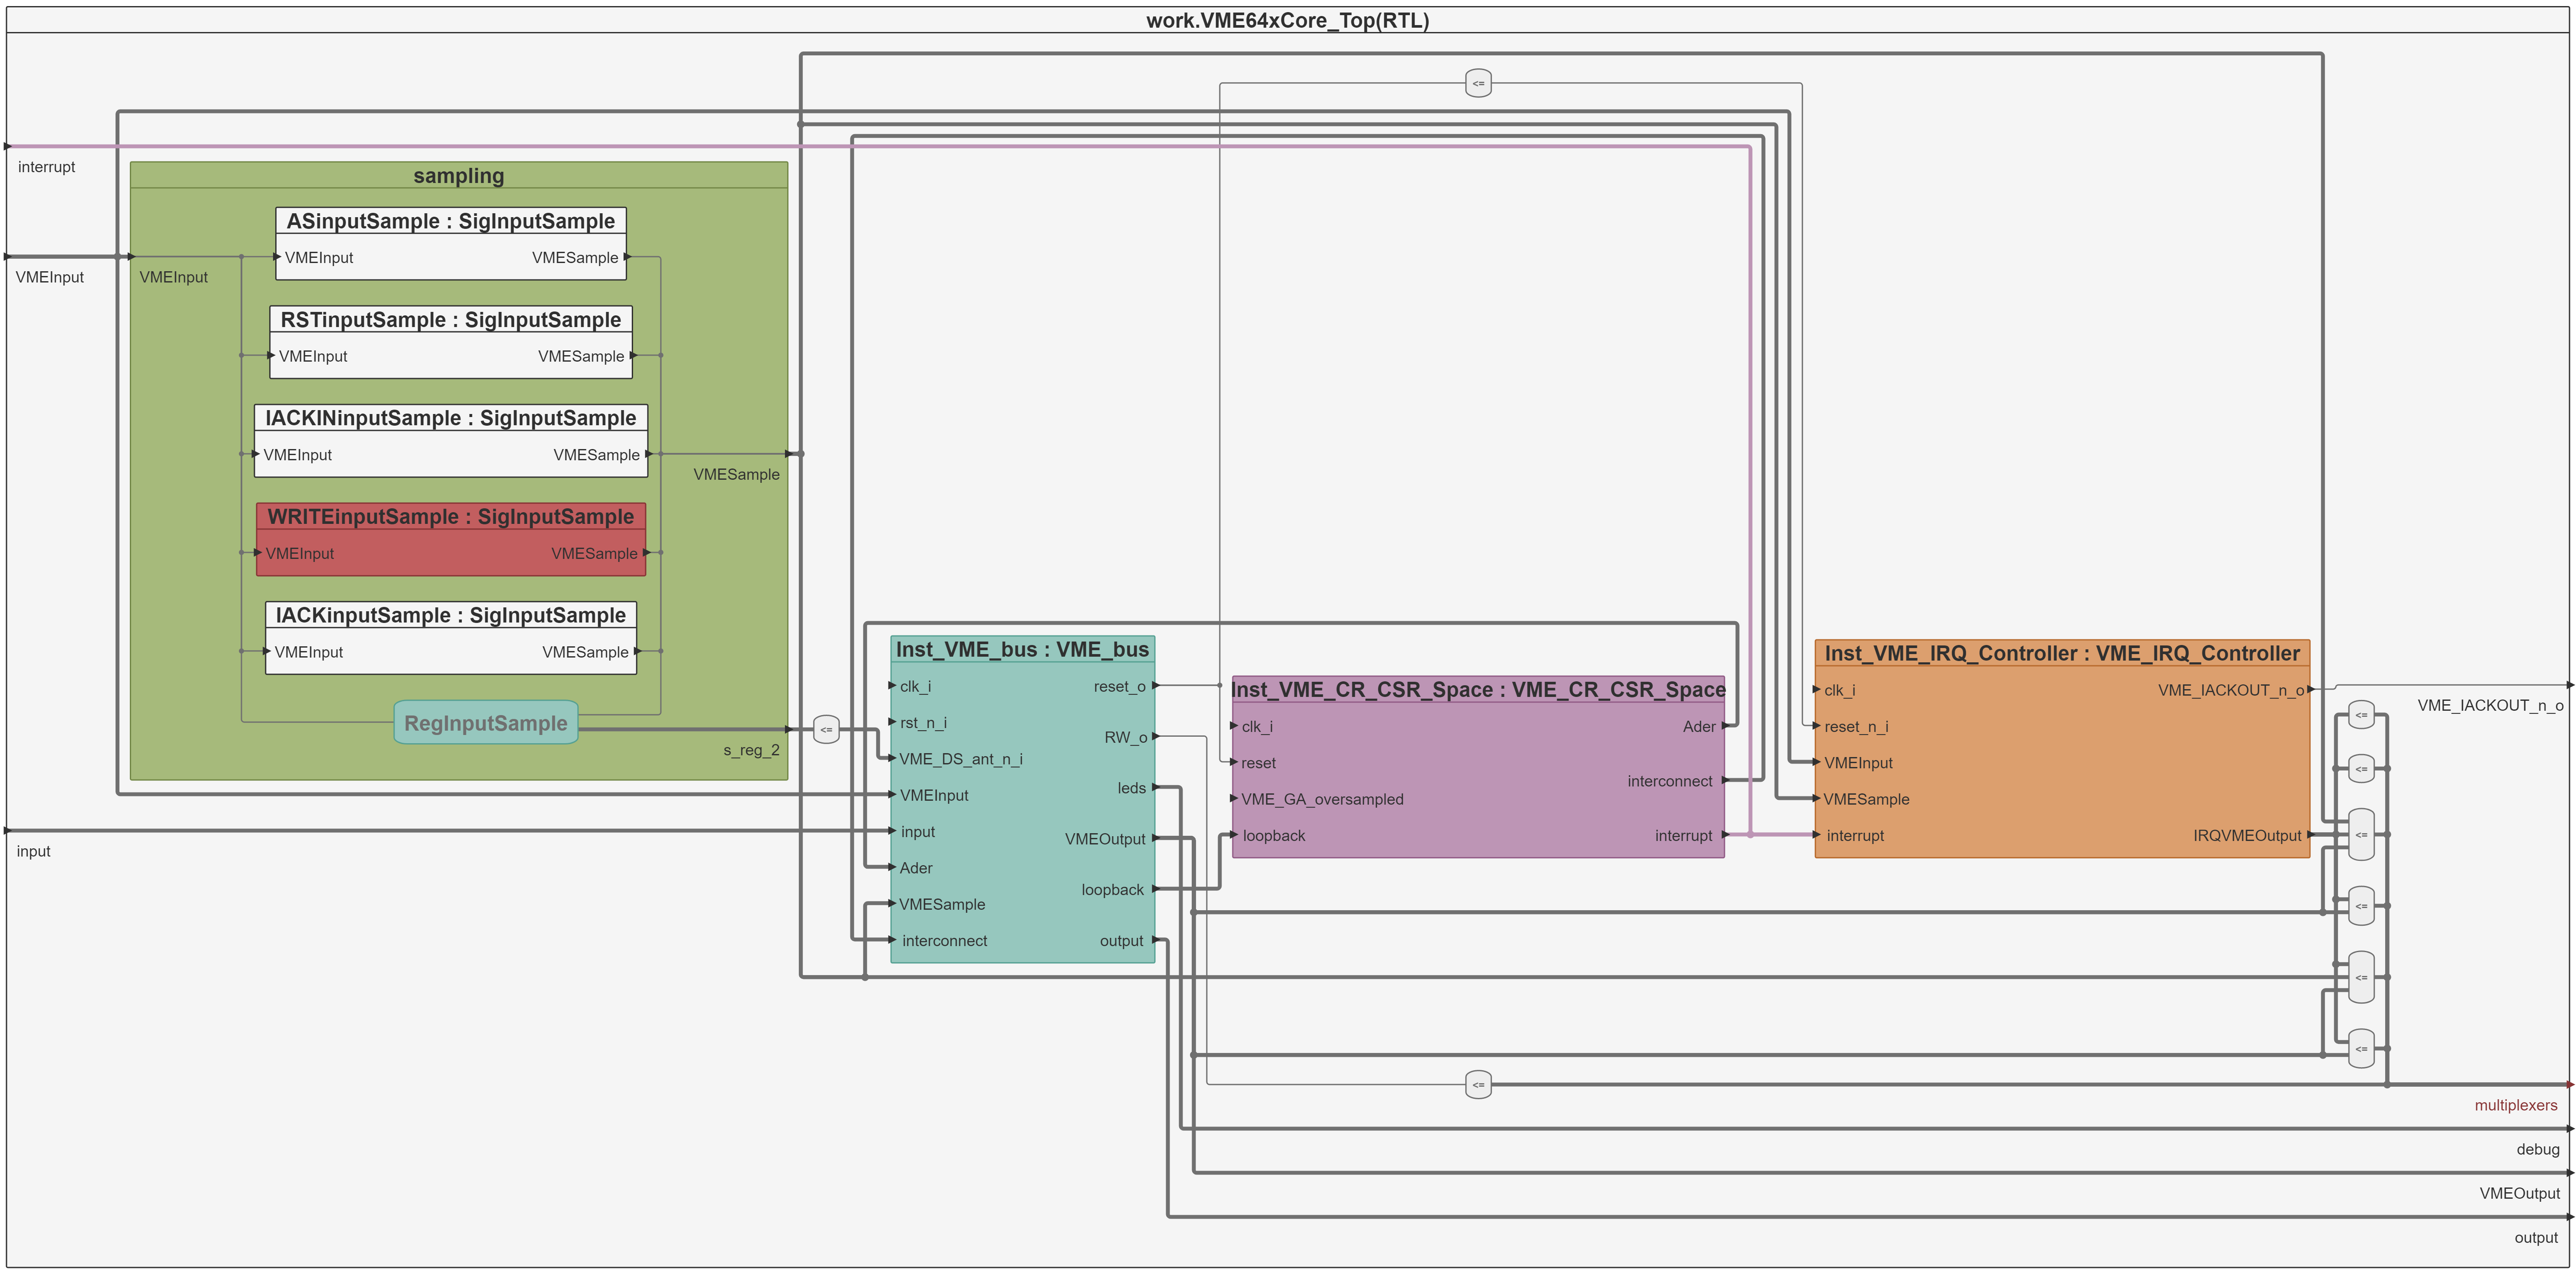 work.VME64xCore_Top(RTL)
<=
interrupt
sampling
ASinputSample : SigInputSample
VMEInput VMESample
VMEInput
VMEInput
RSTinputSample : SigInputSample
VMEInput VMESample
IACKINinputSample : SigInputSample
VMEInput VMESample
VMESample
WRITEinputSample : SigInputSample
VMEInput VMESample
IACKinputSample : SigInputSample
VMEInput VMESample
RegInputSample
s_reg_2
<=
input
Inst_VME_bus : VME_bus
clk_i reset_o
rst_n_i
RW_o
VME_DS_ant_n_i
leds
VMEInput
input
VMEOutput
Ader
loopback
VMESample
interconnect output
Inst_VME_CR_CSR_Space : VME_CR_CSR_Space
clk_i Ader
reset
interconnect
VME_GA_oversampled
loopback interrupt
Inst_VME_IRQ_Controller : VME_IRQ_Controller
clk_i VME_IACKOUT_n_o
reset_n_i
VMEInput
VMESample
interrupt IRQVMEOutput
VME_IACKOUT_n_o
<=
<=
<=
<=
<=
<=
<=
multiplexers
debug
VMEOutput
output